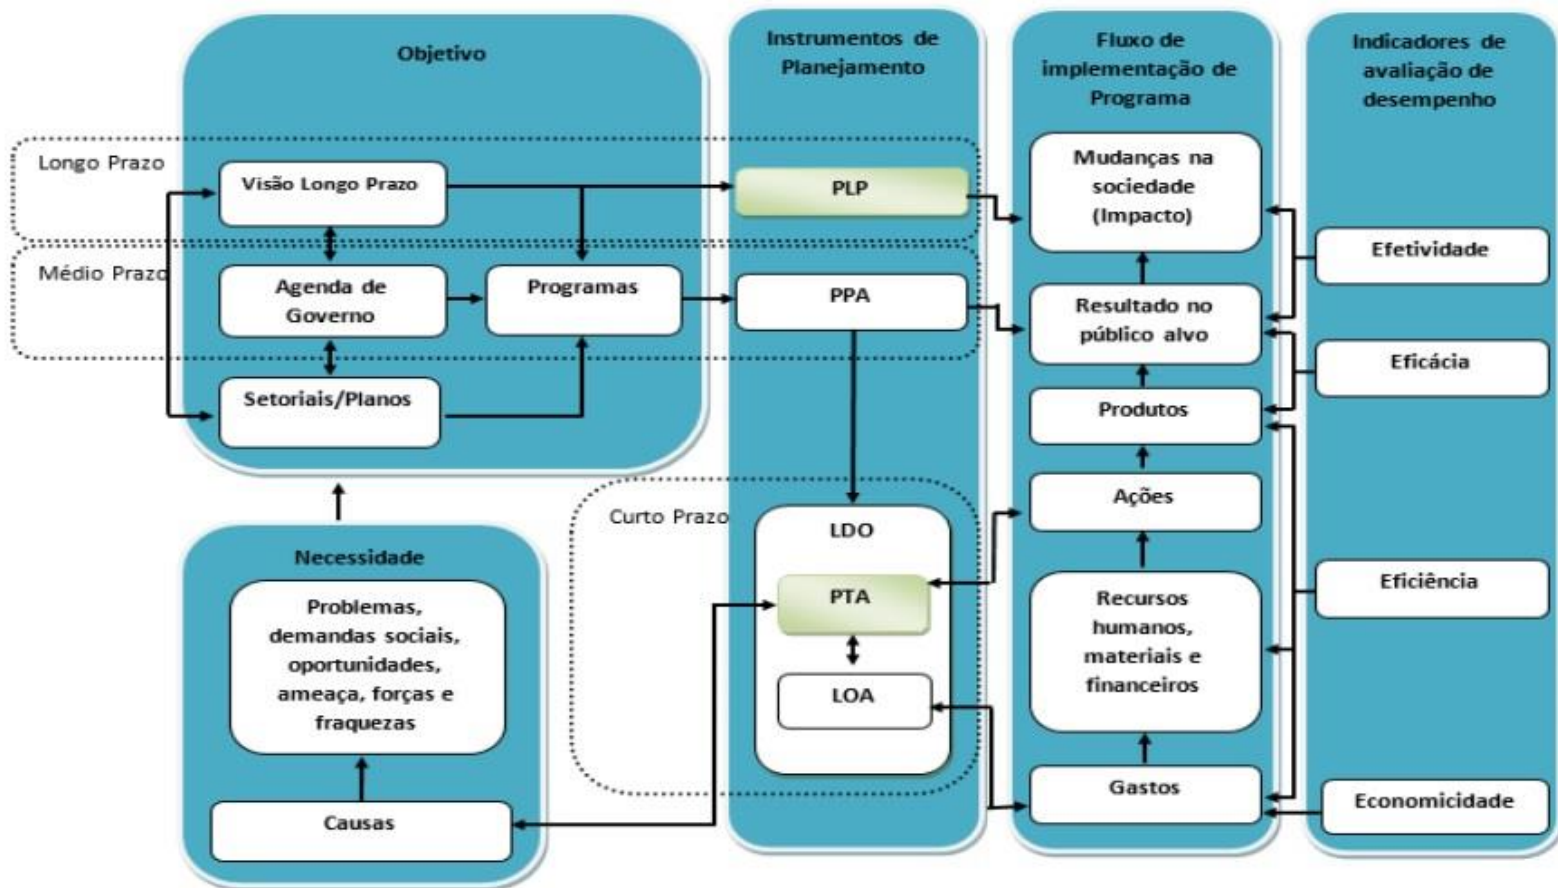 Objetivo
Longo Prazo
Visão Longo Prazo
Médio Prazo
Agenda de
Governo
Programas
Setoriais/Planos
Necessidade
Problemas,
demandas sociais,
oportunidades,
ameaça, forças e
fraquezas
Causas
Instrumentos de
Planejamento
PLP
PPA
Curto Prazo
LDO
PTA
LOA
Fluxo de
implementação de
Programa
Mudanças na
sociedade
(Impacto)
Resultado no
público alvo
Produtos
Ações
Recursos
humanos,
materiais e
financeiros
Gastos
Indicadores de
avaliação de
desempenho
Efetividade
Eficácia
Eficiência
Economicidade